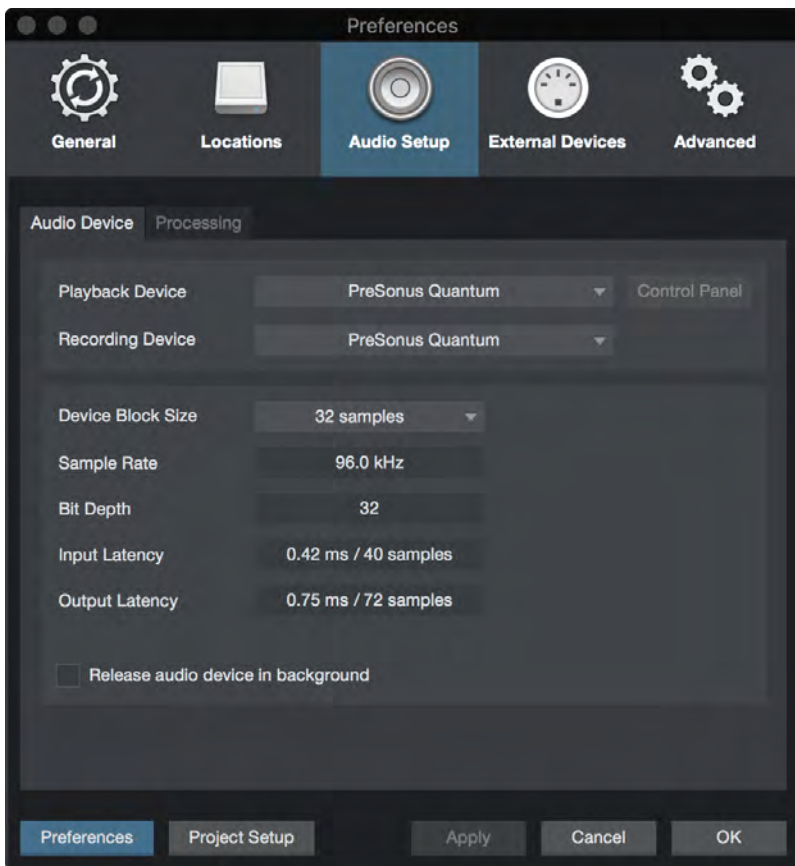 Preferences
General Locations Audio Setup External Devices Advanced
Audio Device Processing
Playback Device PreSonus Quantum Control Panel
Recording Device PreSonus Quantum
Device Block Size 32 samples
Sample Rate 96.0 kHz
Bit Depth 32
Input Latency 0.42 ms / 40 samples
Output Latency 0.75 ms / 72 samples
Release audio device in background
Preferences Project Setup Apply Cancel OK